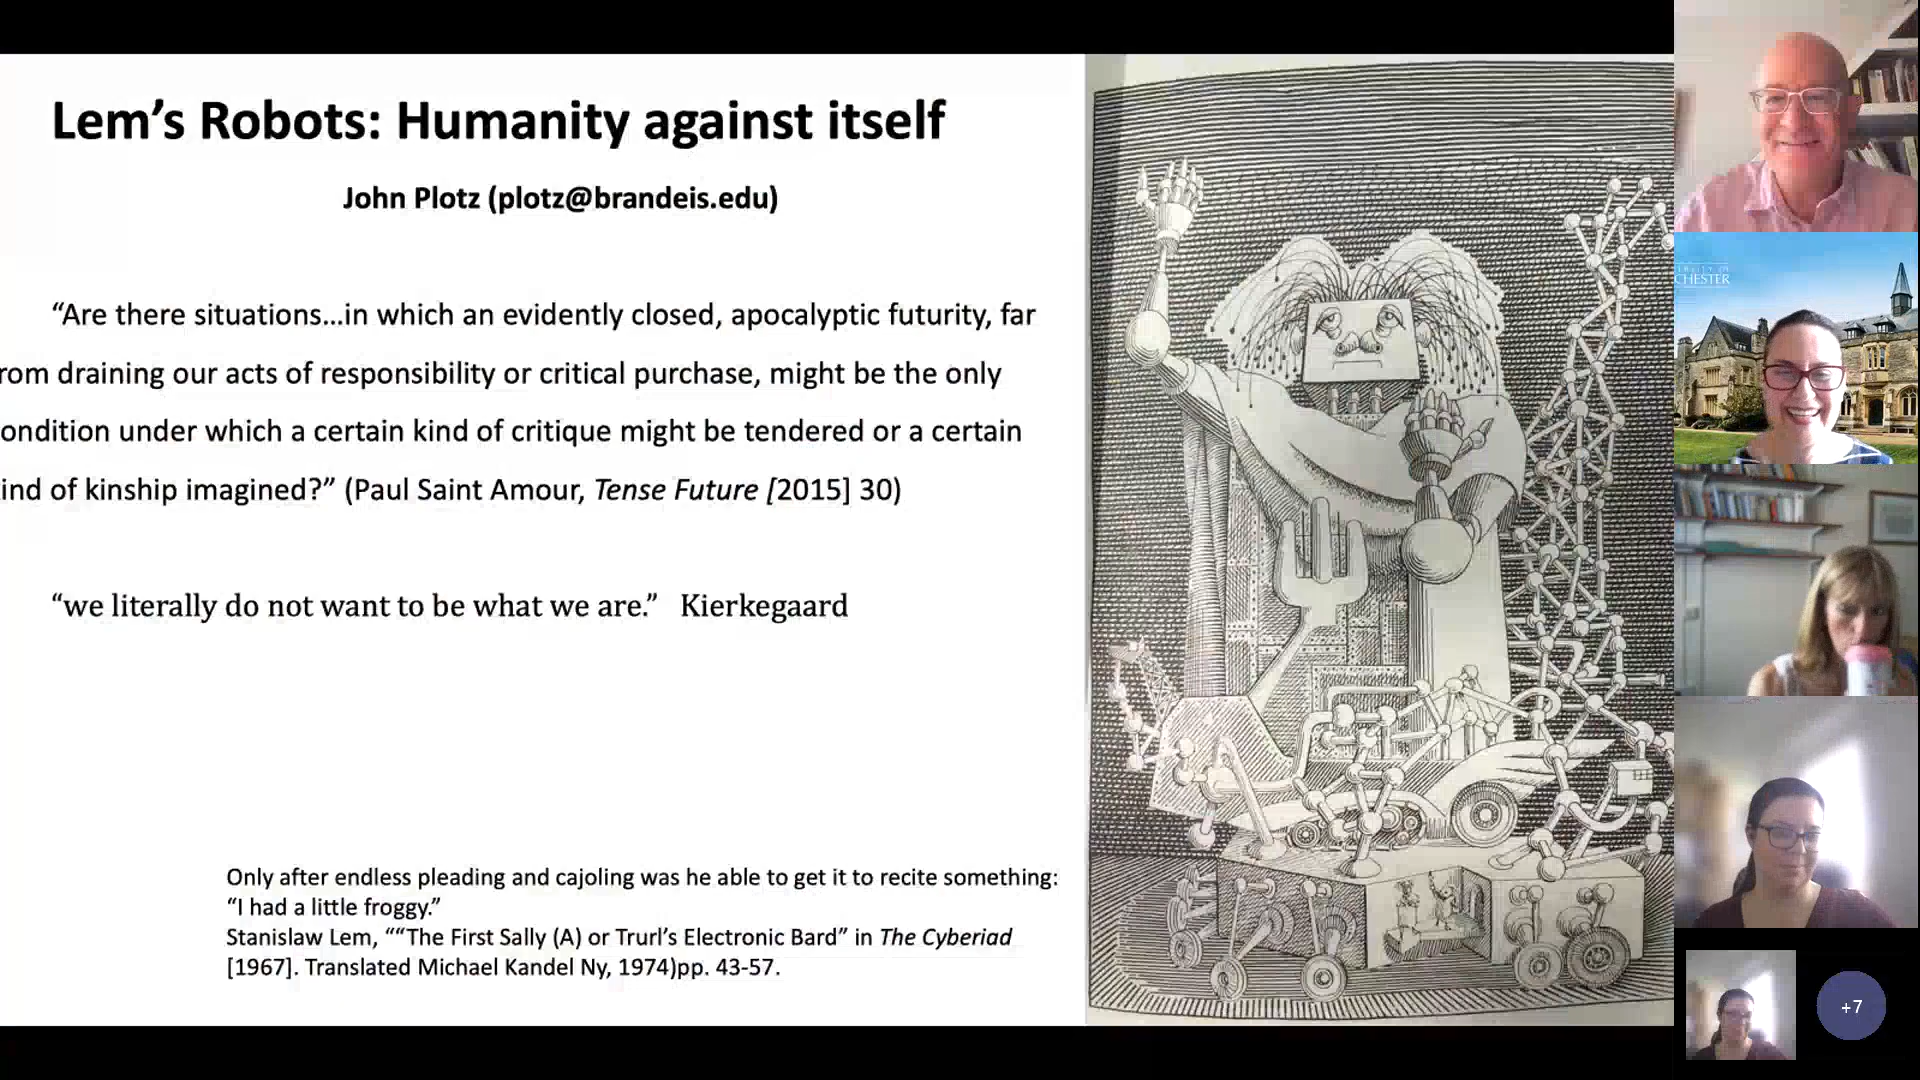 Lem’s Robots: Humanity against itself
John Plotz (plotz@brandeis.edu)
“Are there situations…in which an evidently closed, apocalyptic futurity, far
rom draining our acts of responsibility or critical purchase, might be the only
ondition under which a certain kind of critique might be tendered or a certain
ind of kinship imagined?” (Paul Saint Amour, Tense Future [2015] 30)
“we literally do not want to be what we are.” Kierkegaard
Only after endless pleading and cajoling was he able to get it to recite something:
“I had a little froggy.”
Stanislaw Lem, ““The First Sally (A) or Trurl’s Electronic Bard” in The Cyberiad
[1967]. Translated Michael Kandel Ny, 1974)pp. 43-57.
CHESTER
+7